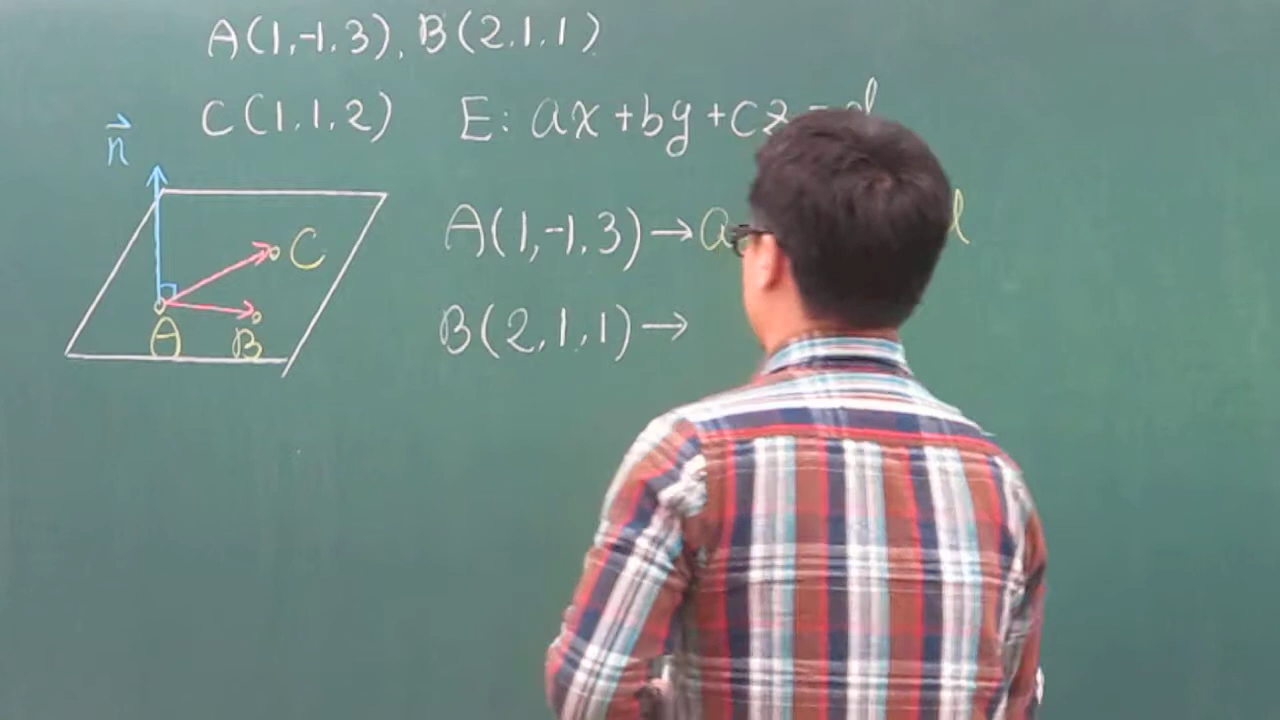 A(1,-1,3), B(2,1,1)
C(1,1,2) E: ax+by+cz=d
n⃗
A(1,-1,3)→a d
C
B(2,1,1)→
A B